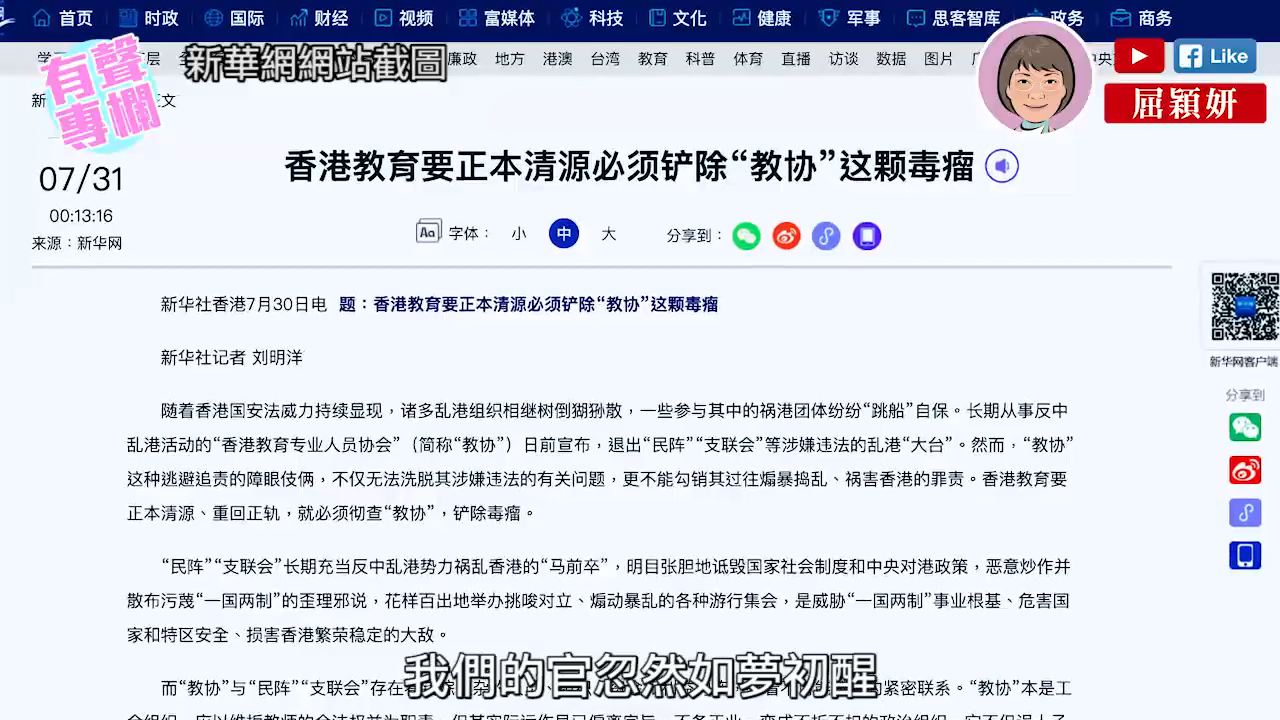 首页 时政 国际 财经 视频 富媒体 科技 文化 健康 军事 思客智库 政务 商务
廉政 地方 港澳 台湾 教育 科普 体育 直播 访谈 数据 图片
新華網網站截圖
有聲
專欄
Like
屈穎妍
正文
07/31
00:13:16
来源：新华网
香港教育要正本清源必须铲除“教协”这颗毒瘤
Aa 字体： 小 中 大 分享到：
新华社香港7月30日电 题：香港教育要正本清源必须铲除“教协”这颗毒瘤
新华社记者 刘明洋
随着香港国安法威力持续显现，诸多乱港组织相继树倒猢狲散，一些参与其中的祸港团体纷纷“跳船”自保。长期从事反中
乱港活动的“香港教育专业人员协会”（简称“教协”）日前宣布，退出“民阵”“支联会”等涉嫌违法的乱港“大台”。然而，“教协”
这种逃避追责的障眼伎俩，不仅无法洗脱其涉嫌违法的有关问题，更不能勾销其过往煽暴捣乱、祸害香港的罪责。香港教育要
正本清源、重回正轨，就必须彻查“教协”，铲除毒瘤。
“民阵”“支联会”长期充当反中乱港势力祸乱香港的“马前卒”，明目张胆地诋毁国家社会制度和中央对港政策，恶意炒作并
散布污蔑“一国两制”的歪理邪说，花样百出地举办挑唆对立、煽动暴乱的各种游行集会，是威胁“一国两制”事业根基、危害国
家和特区安全、损害香港繁荣稳定的大敌。
而“教协”与“民阵”“支联会”存在 紧密联系。“教协”本是工
我們的官忽然如夢初醒
新华网客户端
分享到